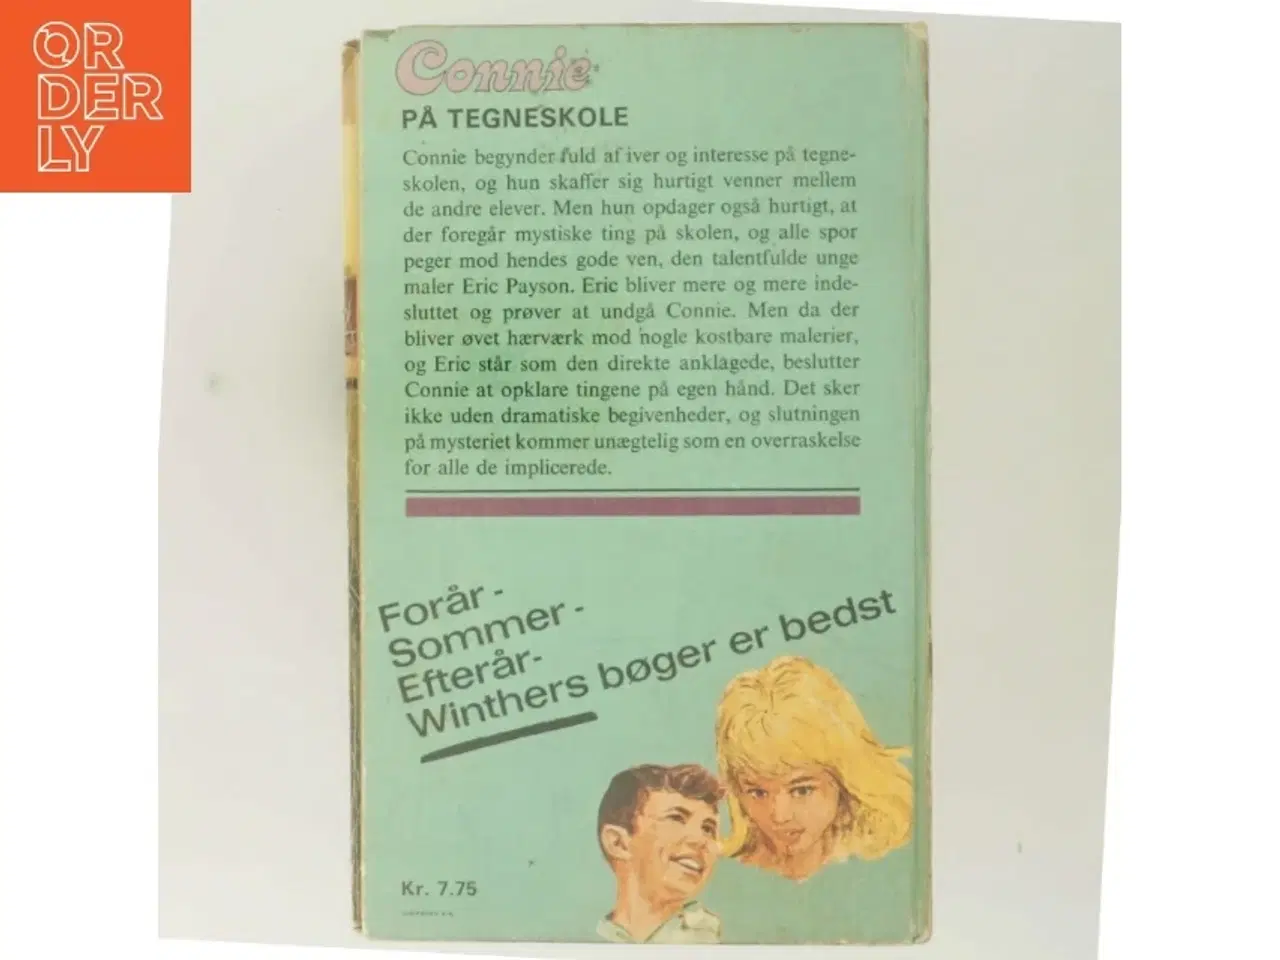 ORDERLY
Connie
PÅ TEGNESKOLE
Connie begynder fuld af iver og interesse på tegne-
skolen, og hun skaffer sig hurtigt venner mellem
de andre elever. Men hun opdager også hurtigt, at
der foregår mystiske ting på skolen, og alle spor
peger mod hendes gode ven, den talentfulde unge
maler Eric Payson. Eric bliver mere og mere inde-
sluttet og prøver at undgå Connie. Men da der
bliver øvet hærværk mod nogle kostbare malerier,
og Eric står som den direkte anklagede, beslutter
Connie at opklare tingene på egen hånd. Det sker
ikke uden dramatiske begivenheder, og slutningen
på mysteriet kommer unægtelig som en overraskelse
for alle de implicerede.
Forår -
Sommer -
Efterår-
Winthers bøger er bedst
Kr. 7.75